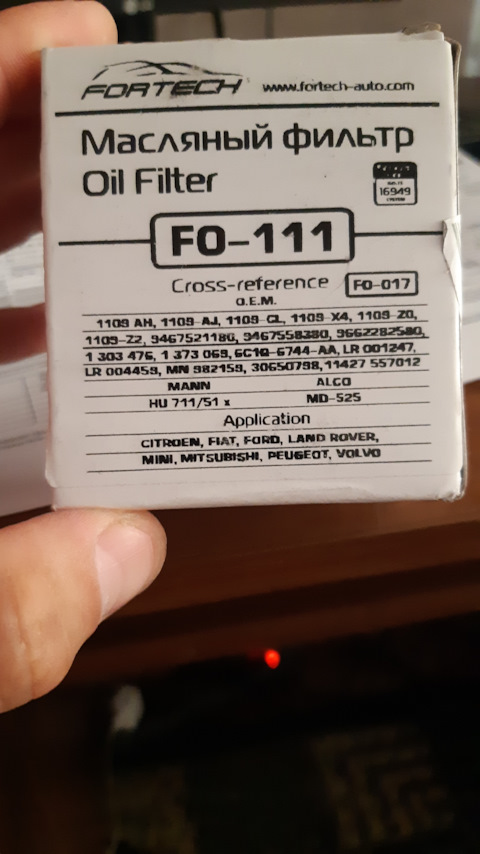 FORTECH www.fortech-auto.com
Масляный фильтр
Oil Filter
16949
FO-111
Cross-reference FO-017
O.E.M.
1109 AH, 1109-AJ, 1109-CL, 1109-X4, 1109-Z0,
1109-Z2, 9467521180, 9467558380, 9662282580,
1 303 476, 1 373 069, 6C1Q-6744-AA, LR 001247,
LR 004459, MN 982159, 30650798, 11427 557012
MANN ALCO
HU 711/51 x MD-525
Application
CITROEN, FIAT, FORD, LAND ROVER,
MINI, MITSUBISHI, PEUGEOT, VOLVO